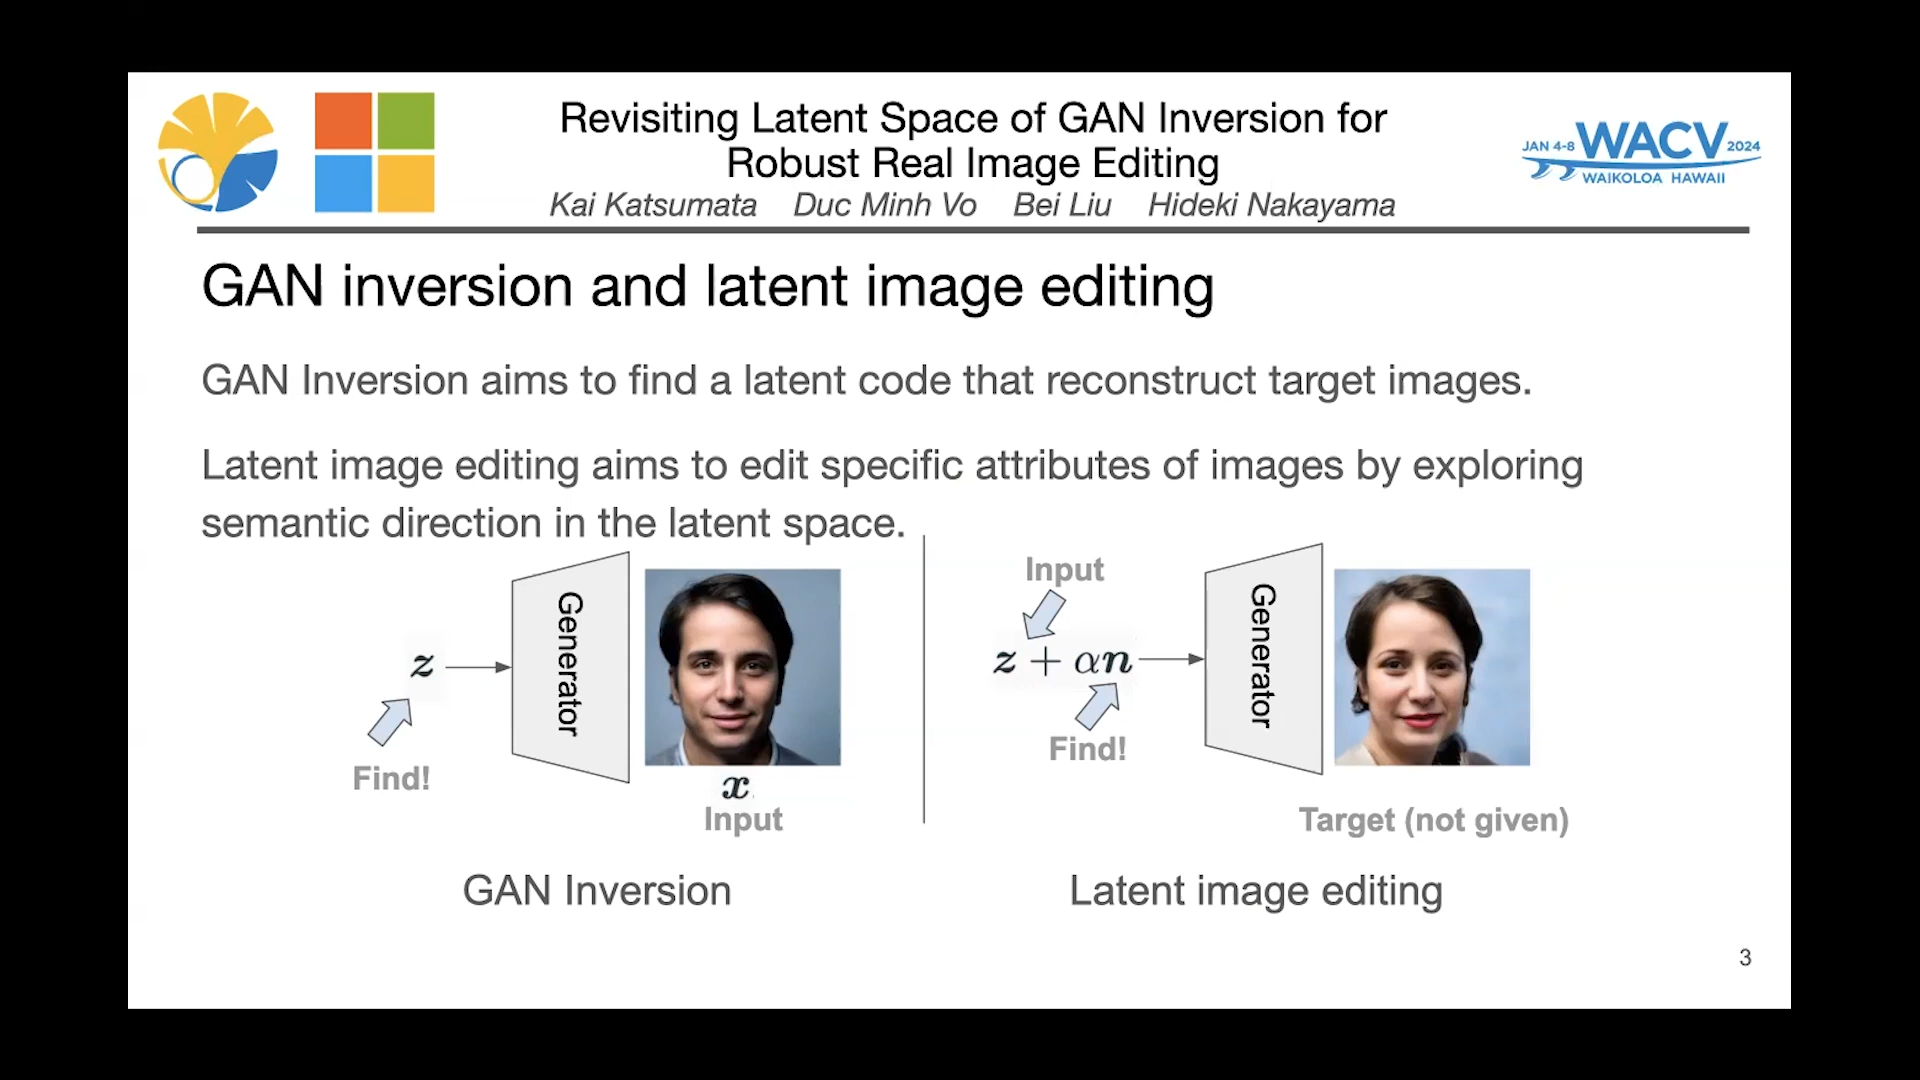 Revisiting Latent Space of GAN Inversion for
Robust Real Image Editing
Kai Katsumata Duc Minh Vo Bei Liu Hideki Nakayama
JAN 4-8 WACV 2024
WAIKOLOA HAWAII
GAN inversion and latent image editing
GAN Inversion aims to find a latent code that reconstruct target images.
Latent image editing aims to edit specific attributes of images by exploring
semantic direction in the latent space.
z
Find!
Generator
x
Input
GAN Inversion
Input
z + αn
Find!
Generator
Target (not given)
Latent image editing
3